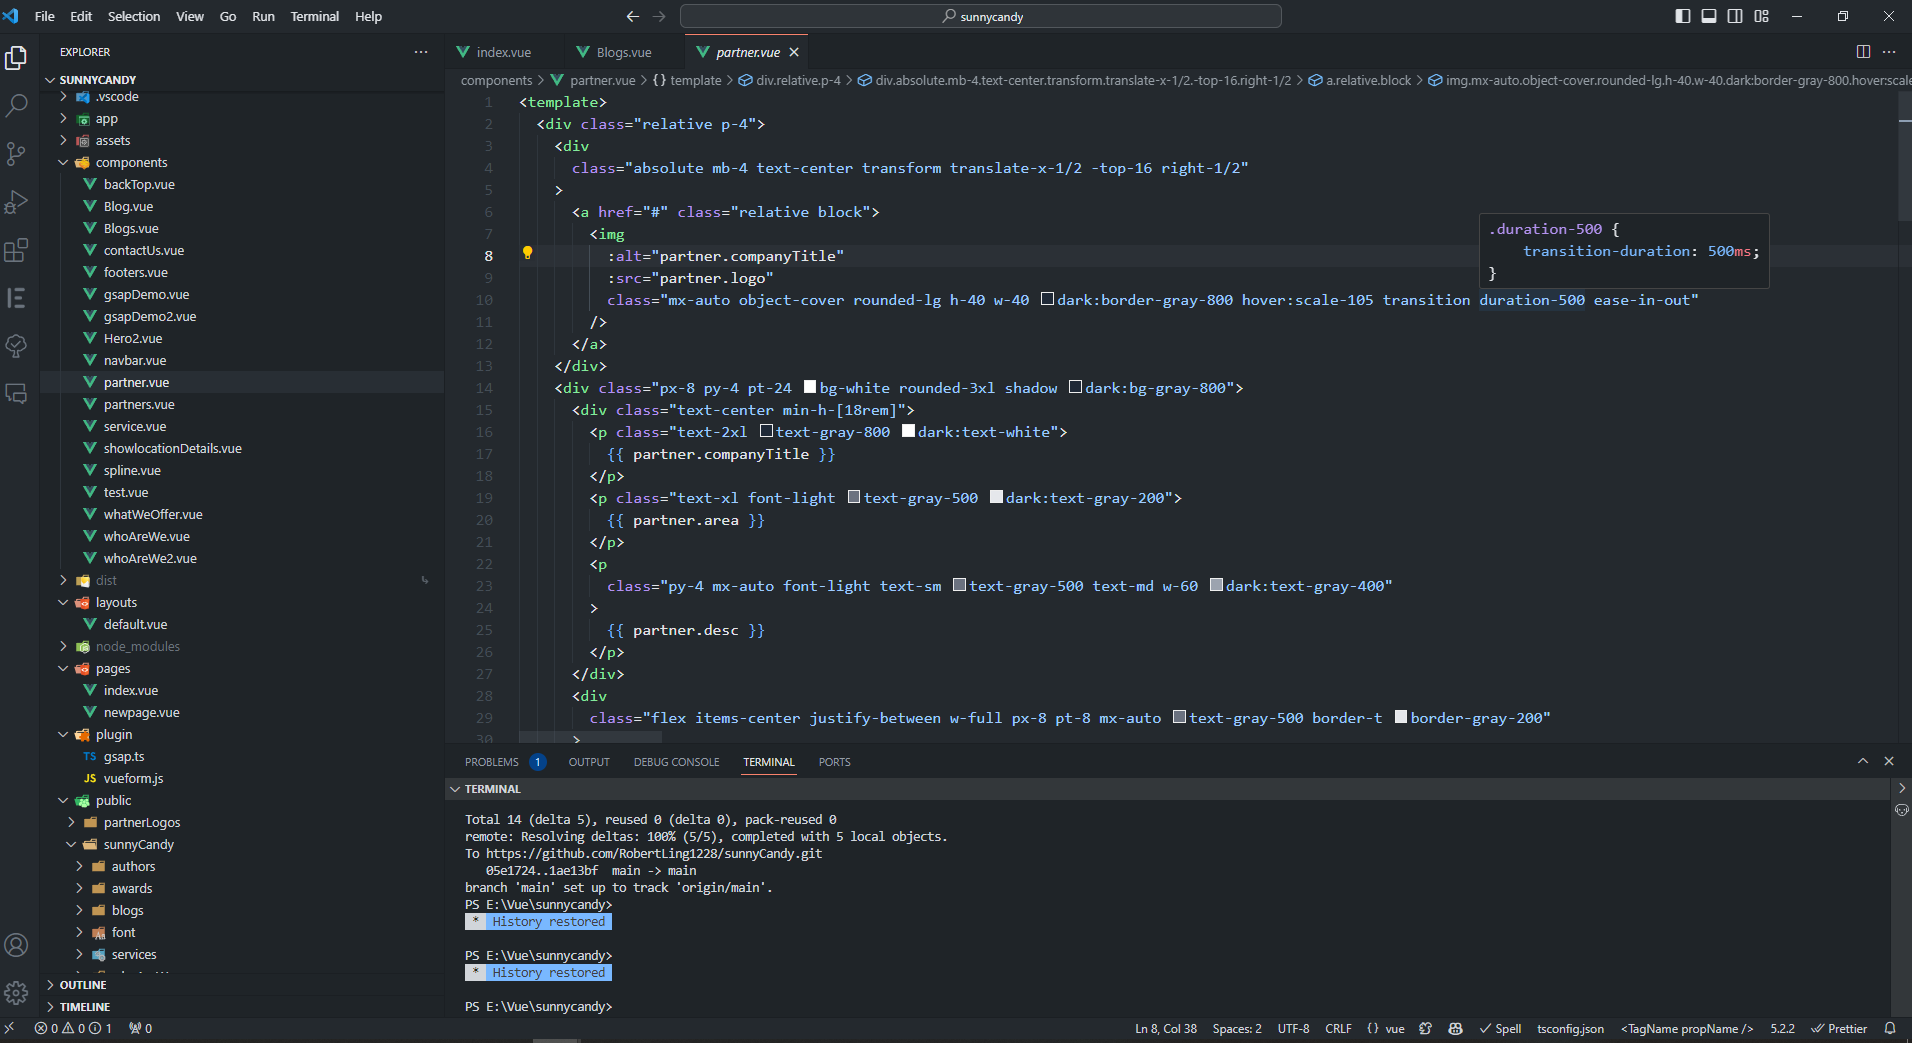 File Edit Selection View Go Run Terminal Help
sunnycandy
EXPLORER
SUNNYCANDY
.vscode
app
assets
components
backTop.vue
Blog.vue
Blogs.vue
contactUs.vue
footers.vue
gsapDemo.vue
gsapDemo2.vue
Hero2.vue
navbar.vue
partner.vue
partners.vue
service.vue
showlocationDetails.vue
spline.vue
test.vue
whatWeOffer.vue
whoAreWe.vue
whoAreWe2.vue
dist
layouts
default.vue
node_modules
pages
index.vue
newpage.vue
plugin
TS gsap.ts
JS vueform.js
public
partnerLogos
sunnyCandy
authors
awards
blogs
font
services
OUTLINE
TIMELINE
index.vue Blogs.vue partner.vue
components > partner.vue > {} template > div.relative.p-4 > div.absolute.mb-4.text-center.transform.translate-x-1/2.-top-16.right-1/2 > a.relative.block > img.mx-auto.object-cover.rounded-lg.h-40.w-40.dark:border-gray-800.hover:scale
1 <template>
2 <div class="relative p-4">
3 <div
4 class="absolute mb-4 text-center transform translate-x-1/2 -top-16 right-1/2"
5 >
6 <a href="#" class="relative block">
7 <img
8 :alt="partner.companyTitle"
9 :src="partner.logo"
10 class="mx-auto object-cover rounded-lg h-40 w-40 dark:border-gray-800 hover:scale-105 transition duration-500 ease-in-out"
11 />
12 </a>
13 </div>
14 <div class="px-8 py-4 pt-24 bg-white rounded-3xl shadow dark:bg-gray-800">
15 <div class="text-center min-h-[18rem]">
16 <p class="text-2xl text-gray-800 dark:text-white">
17 {{ partner.companyTitle }}
18 </p>
19 <p class="text-xl font-light text-gray-500 dark:text-gray-200">
20 {{ partner.area }}
21 </p>
22 <p
23 class="py-4 mx-auto font-light text-sm text-gray-500 text-md w-60 dark:text-gray-400"
24 >
25 {{ partner.desc }}
26 </p>
27 </div>
28 <div
29 class="flex items-center justify-between w-full px-8 pt-8 mx-auto text-gray-500 border-t border-gray-200"
30 >
.duration-500 {
transition-duration: 500ms;
}
PROBLEMS 1 OUTPUT DEBUG CONSOLE TERMINAL PORTS
TERMINAL
Total 14 (delta 5), reused 0 (delta 0), pack-reused 0
remote: Resolving deltas: 100% (5/5), completed with 5 local objects.
To https://github.com/RobertLing1228/sunnyCandy.git
05e1724..1ae13bf main -> main
branch 'main' set up to track 'origin/main'.
PS E:\Vue\sunnycandy>
* History restored
PS E:\Vue\sunnycandy>
* History restored
PS E:\Vue\sunnycandy>
0 0 1 0 Ln 8, Col 38 Spaces: 2 UTF-8 CRLF {} vue Spell tsconfig.json <TagName propName /> 5.2.2 Prettier